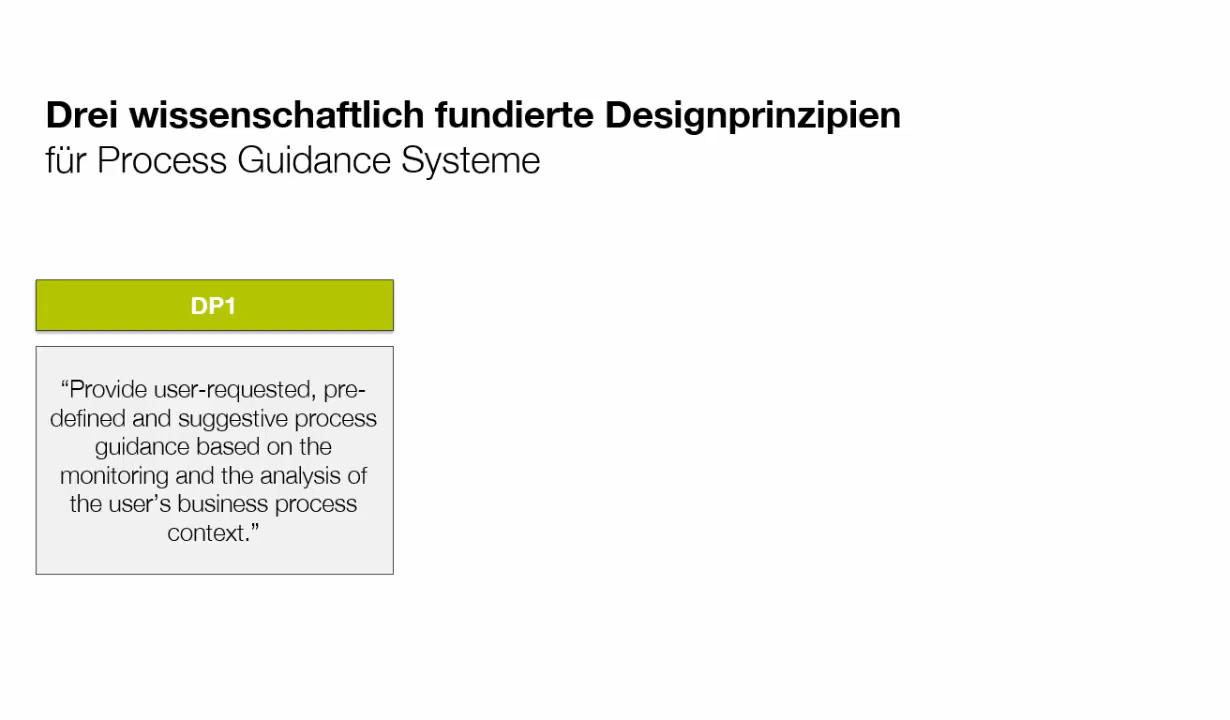 Drei wissenschaftlich fundierte Designprinzipien
für Process Guidance Systeme
DP1
“Provide user-requested, pre-
defined and suggestive process
guidance based on the
monitoring and the analysis of
the user’s business process
context.”